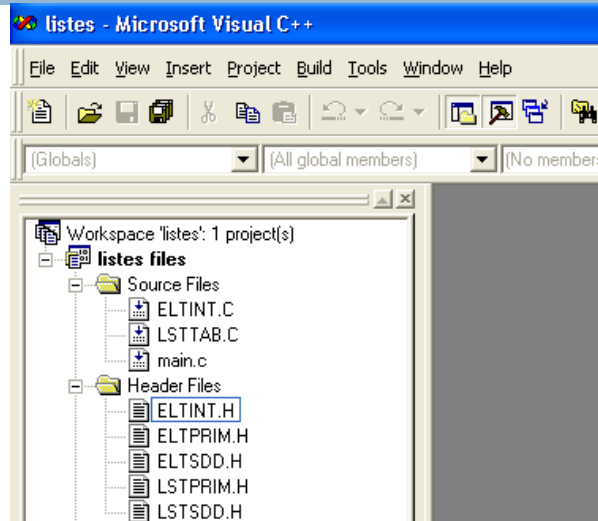 listes - Microsoft Visual C++
File Edit View Insert Project Build Tools Window Help
(Globals) (All global members) (No members
Workspace 'listes': 1 project(s)
listes files
Source Files
ELTINT.C
LSTTAB.C
main.c
Header Files
ELTINT.H
ELTPRIM.H
ELTSDD.H
LSTPRIM.H
LSTSDD.H